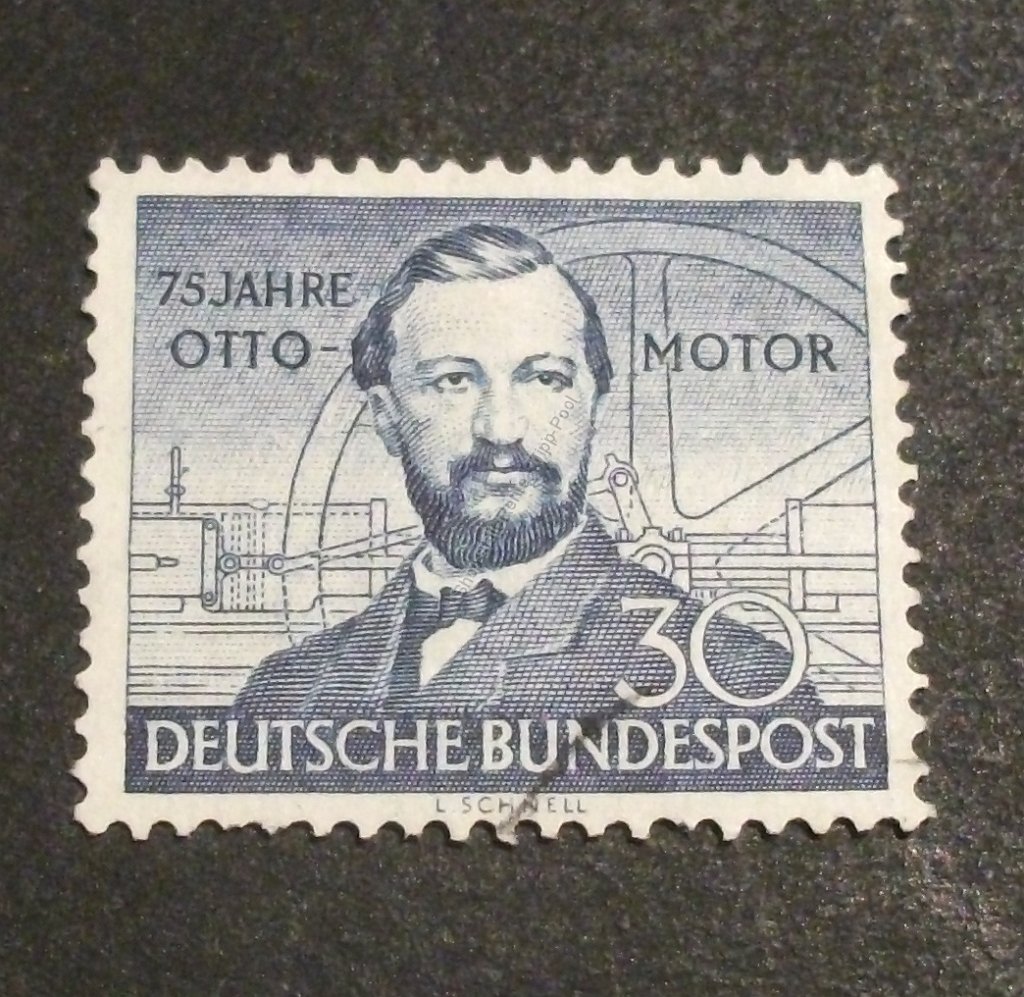 75 JAHRE
OTTO- MOTOR
30
DEUTSCHE BUNDESPOST
L. SCHNELL